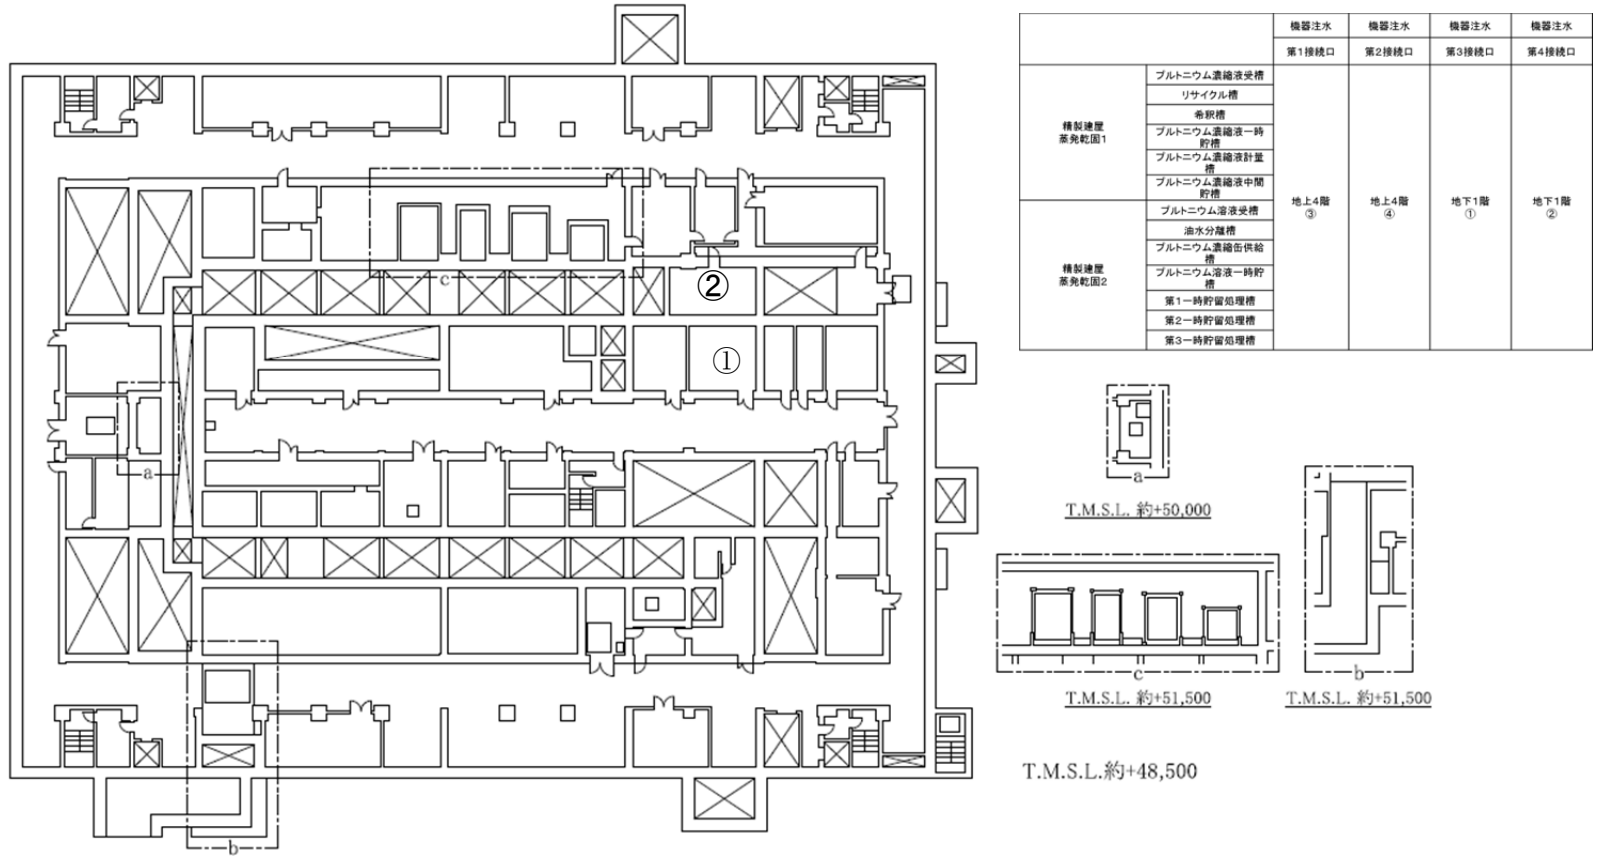 機器注水 機器注水 機器注水 機器注水
第1接続口 第2接続口 第3接続口 第4接続口
精製建屋
蒸発乾固1
プルトニウム濃縮液受槽
リサイクル槽
希釈槽
プルトニウム濃縮液一時
貯槽
プルトニウム濃縮液計量
槽
プルトニウム濃縮液中間
貯槽
精製建屋
蒸発乾固2
プルトニウム溶液受槽
油水分離槽
プルトニウム濃縮缶供給
槽
プルトニウム溶液一時貯
槽
第1一時貯留処理槽
第2一時貯留処理槽
第3一時貯留処理槽
地上4階
③
地上4階
④
地下1階
①
地下1階
②
c
②
①
a
b
a
T.M.S.L. 約+50,000
c
T.M.S.L. 約+51,500
b
T.M.S.L. 約+51,500
T.M.S.L.約+48,500